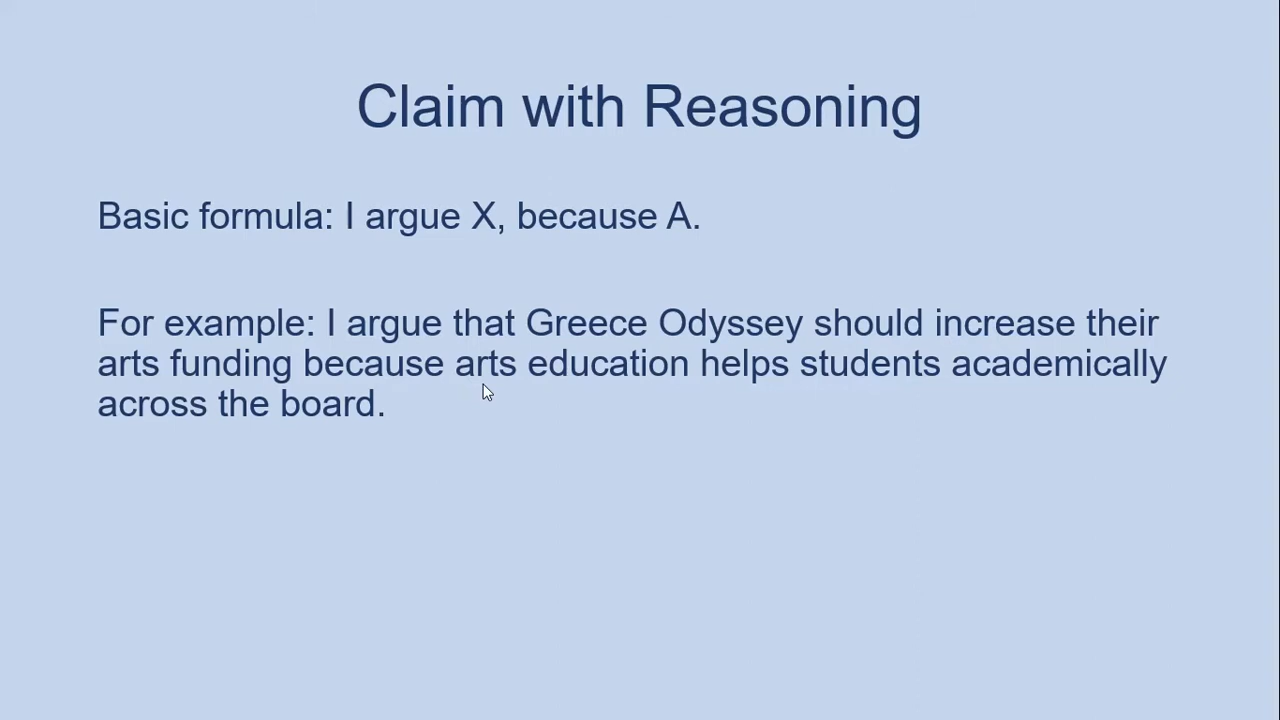 Claim with Reasoning
Basic formula: I argue X, because A.
For example: I argue that Greece Odyssey should increase their
arts funding because arts education helps students academically
across the board.